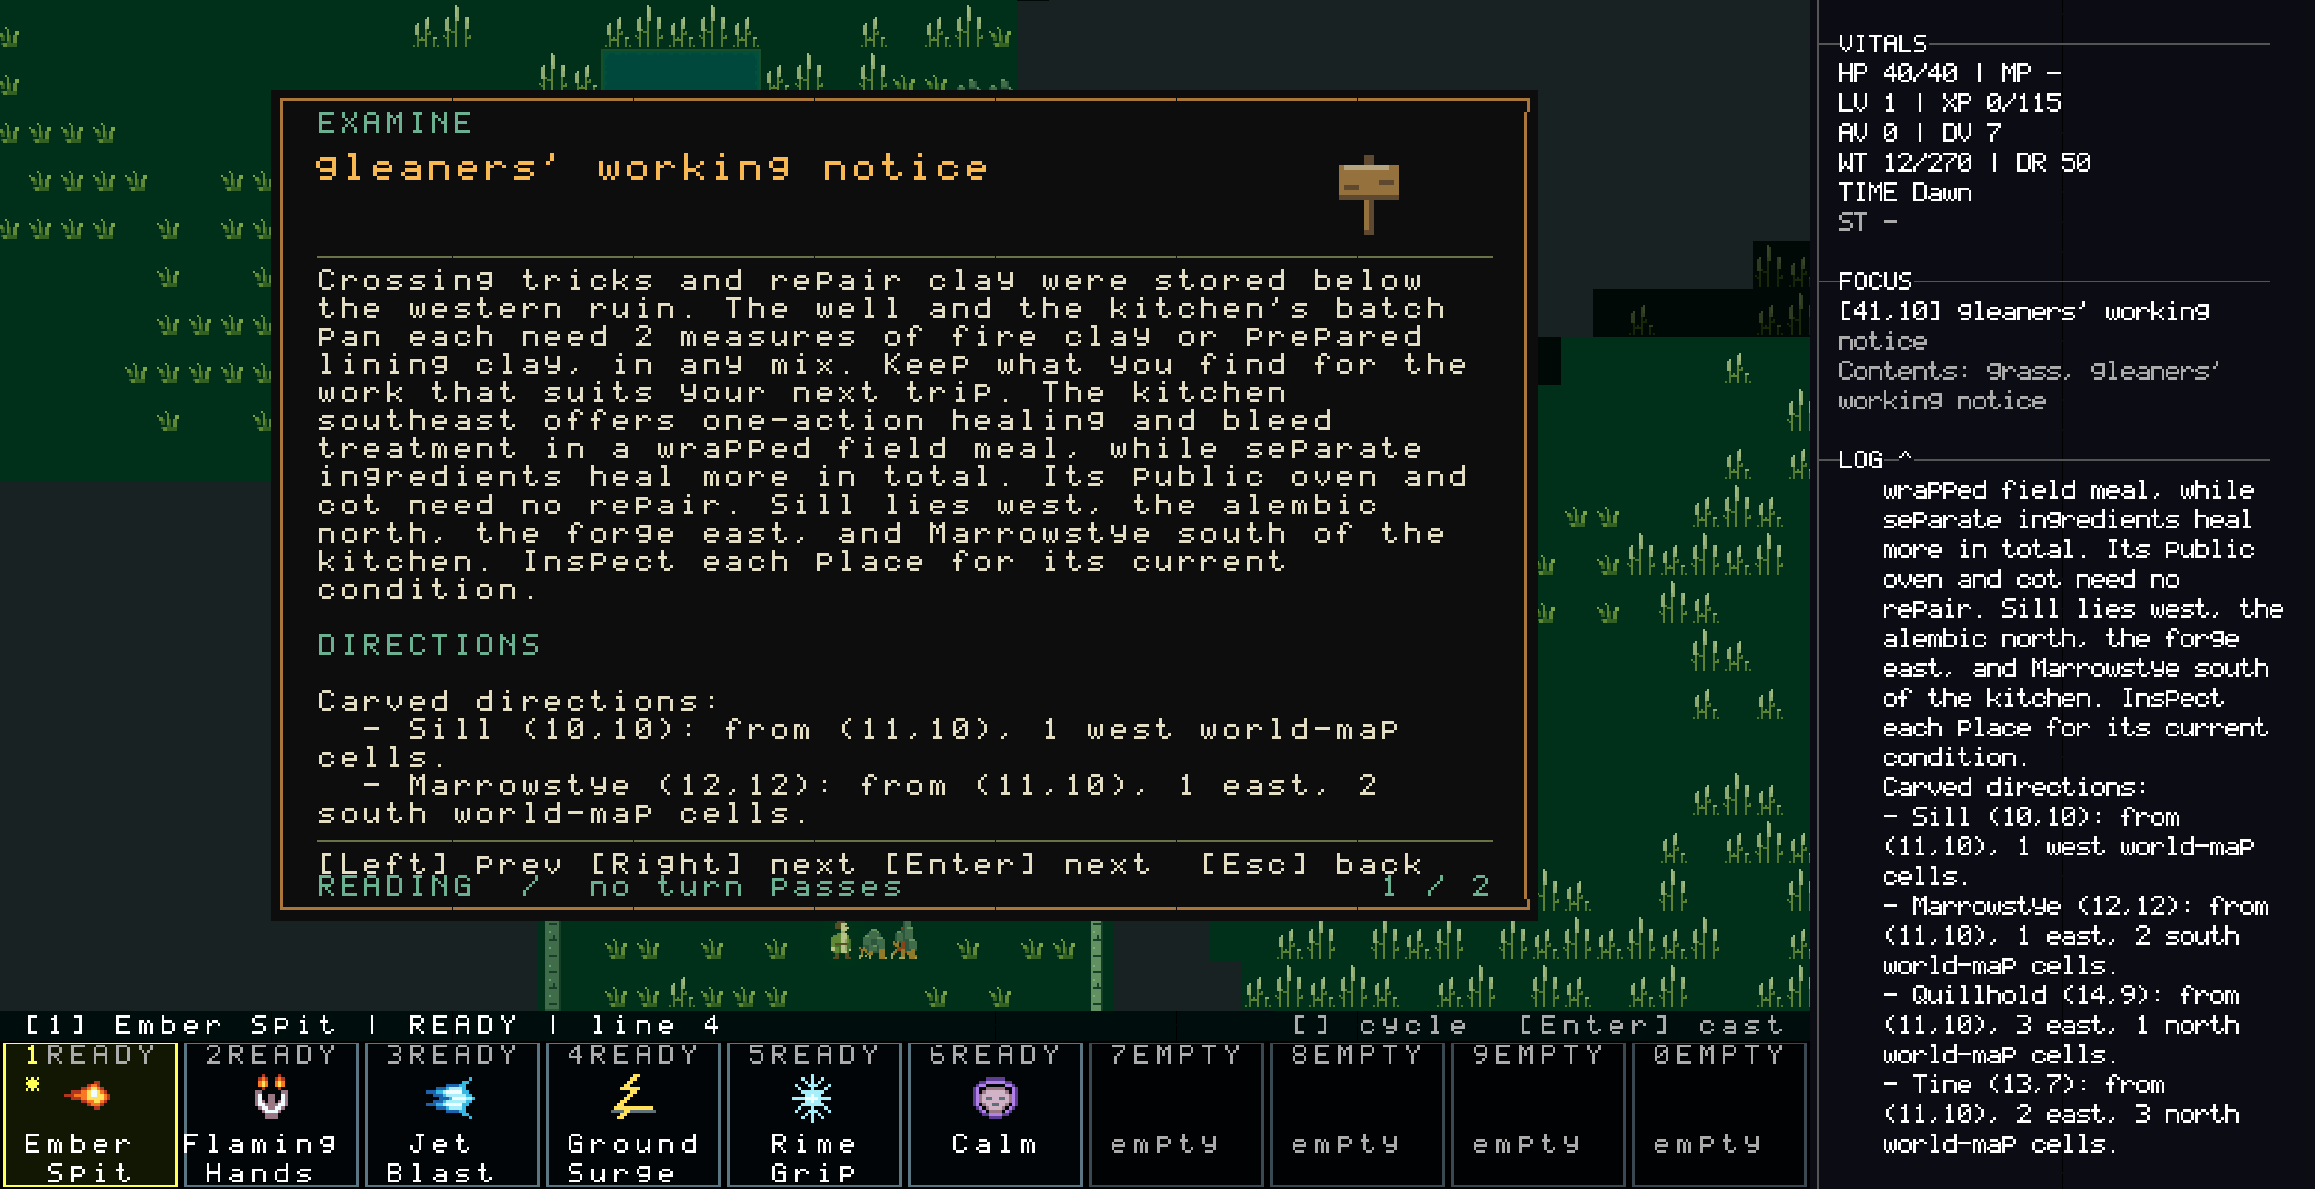 EXAMINE
gleaners' working notice
Crossing tricks and repair clay were stored below
the western ruin. The well and the kitchen's batch
pan each need 2 measures of fire clay or prepared
lining clay, in any mix. Keep what you find for the
work that suits your next trip. The kitchen
southeast offers one-action healing and bleed
treatment in a wrapped field meal, while separate
ingredients heal more in total. Its public oven and
cot need no repair. Sill lies west, the alembic
north, the forge east, and Marrowstye south of the
kitchen. Inspect each place for its current
condition.
DIRECTIONS
Carved directions:
- Sill (10,10): from (11,10), 1 west world-map
cells.
- Marrowstye (12,12): from (11,10), 1 east, 2
south world-map cells.
[Left] prev [Right] next [Enter] next [Esc] back
READING / no turn passes 1 / 2
[1] Ember Spit | READY | line 4 [] cycle [Enter] cast
1READY 2READY 3READY 4READY 5READY 6READY 7EMPTY 8EMPTY 9EMPTY 0EMPTY
Ember Spit
Flaming Hands
Jet Blast
Ground Surge
Rime Grip
Calm
empty
empty
empty
empty
VITALS
HP 40/40 | MP -
LV 1 | XP 0/115
AV 0 | DV 7
WT 12/270 | DR 50
TIME Dawn
ST -
FOCUS
[41,10] gleaners' working
notice
Contents: grass, gleaners'
working notice
LOG ^
wrapped field meal, while
separate ingredients heal
more in total. Its public
oven and cot need no
repair. Sill lies west, the
alembic north, the forge
east, and Marrowstye south
of the kitchen. Inspect
each place for its current
condition.
Carved directions:
- Sill (10,10): from
(11,10), 1 west world-map
cells.
- Marrowstye (12,12): from
(11,10), 1 east, 2 south
world-map cells.
- Quillhold (14,9): from
(11,10), 3 east, 1 north
world-map cells.
- Tine (13,7): from
(11,10), 2 east, 3 north
world-map cells.